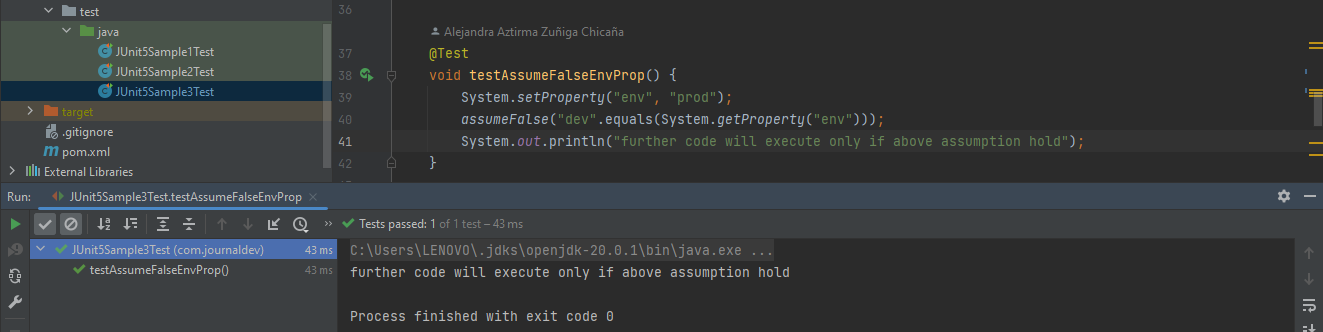 test
java
JUnit5Sample1Test
JUnit5Sample2Test
JUnit5Sample3Test
target
.gitignore
pom.xml
External Libraries
36
Alejandra Aztirma Zuñiga Chicaña
37 @Test
38 void testAssumeFalseEnvProp() {
39 System.setProperty("env", "prod");
40 assumeFalse("dev".equals(System.getProperty("env")));
41 System.out.println("further code will execute only if above assumption hold");
42 }
Run: JUnit5Sample3Test.testAssumeFalseEnvProp
Tests passed: 1 of 1 test – 43 ms
JUnit5Sample3Test (com.journaldev) 43 ms
testAssumeFalseEnvProp() 43 ms
C:\Users\LENOVO\.jdks\openjdk-20.0.1\bin\java.exe ...
further code will execute only if above assumption hold
Process finished with exit code 0